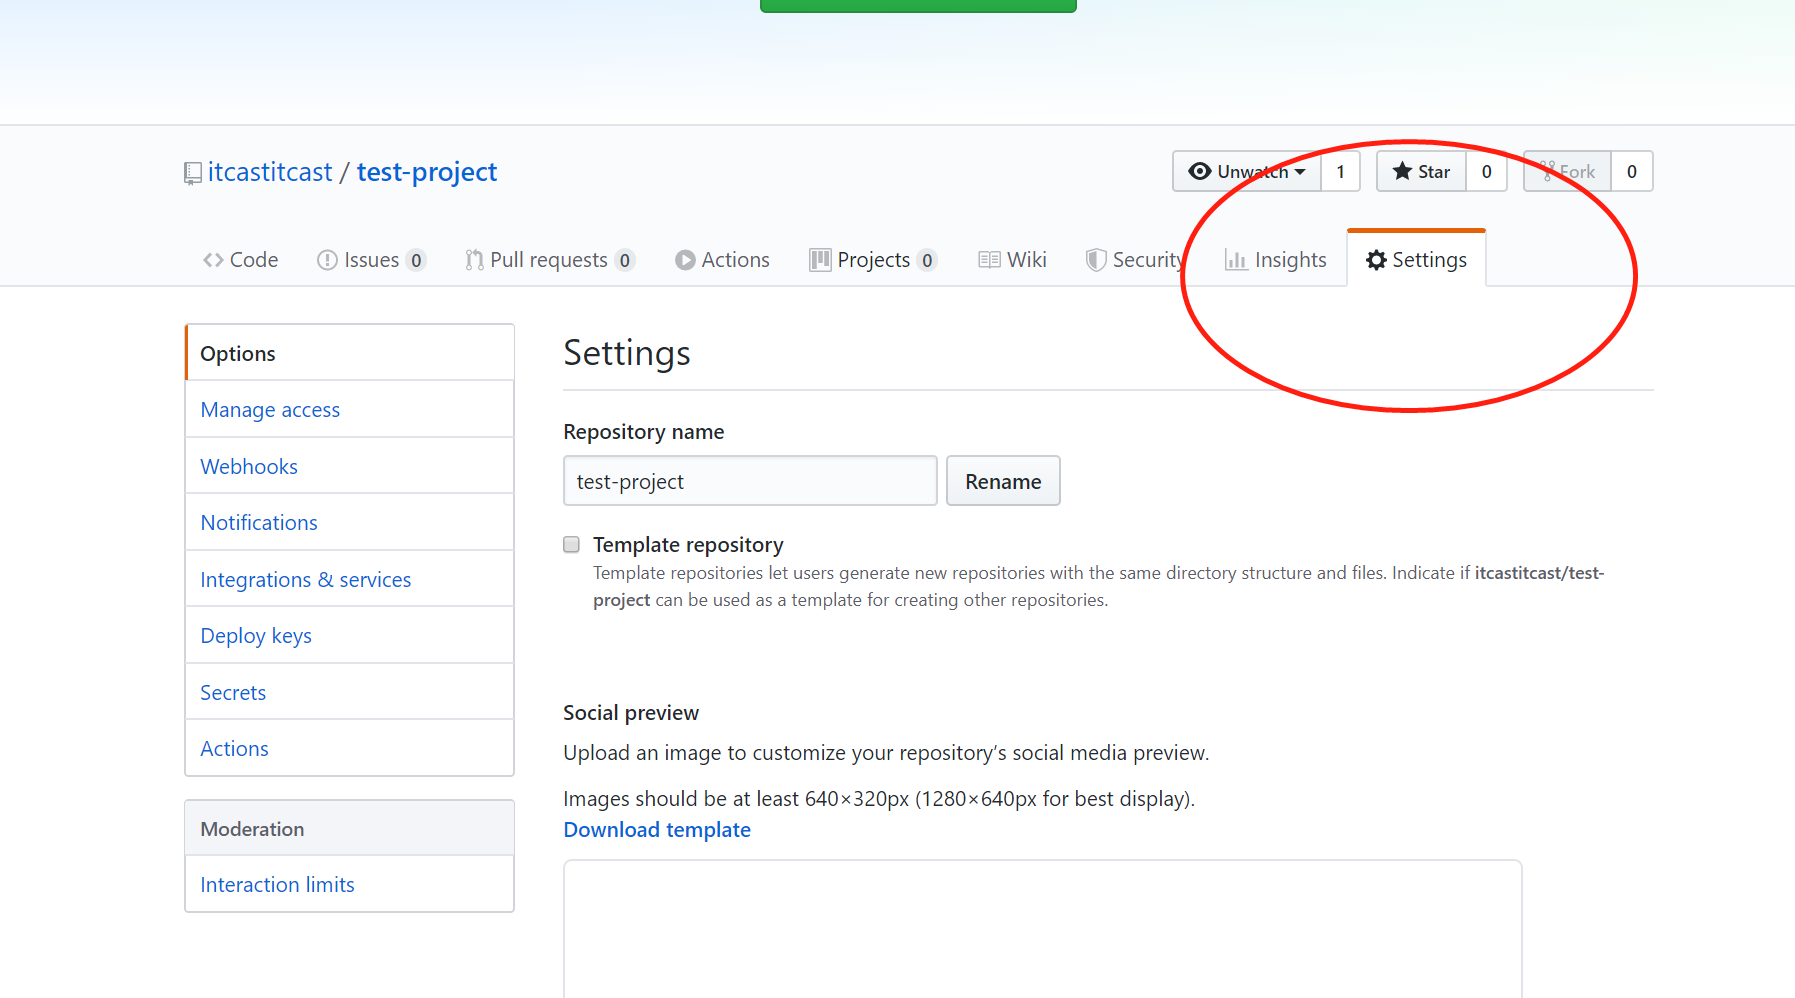 itcastitcast / test-project
Unwatch 1 Star 0 Fork 0
Code Issues 0 Pull requests 0 Actions Projects 0 Wiki Security Insights Settings
Options
Manage access
Webhooks
Notifications
Integrations & services
Deploy keys
Secrets
Actions
Moderation
Interaction limits
Settings
Repository name
test-project Rename
Template repository
Template repositories let users generate new repositories with the same directory structure and files. Indicate if itcastitcast/test-
project can be used as a template for creating other repositories.
Social preview
Upload an image to customize your repository’s social media preview.
Images should be at least 640×320px (1280×640px for best display).
Download template